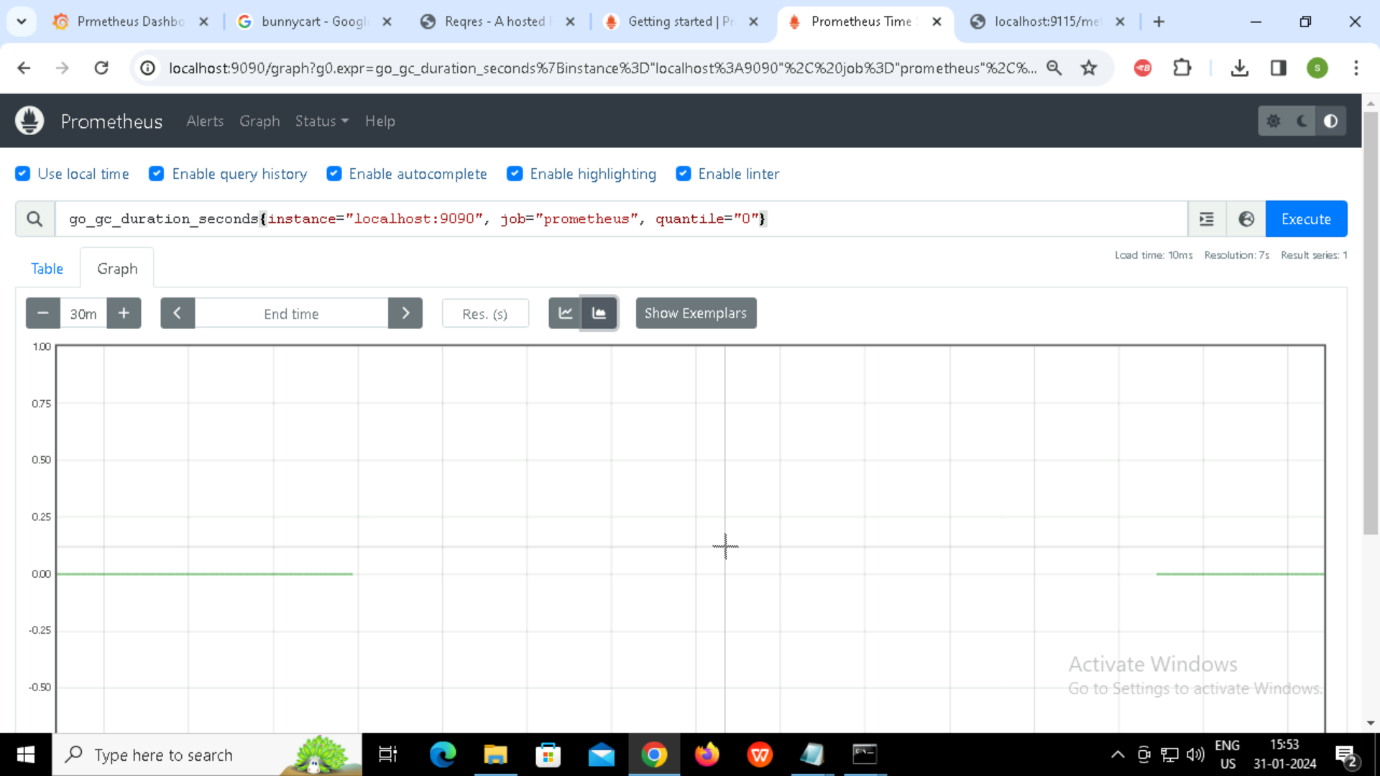 Prmetheus Dashbo
bunnycart - Googl
Reqres - A hosted
Getting started | Pr
Prometheus Time
localhost:9115/me
localhost:9090/graph?g0.expr=go_gc_duration_seconds%7Binstance%3D"localhost%3A9090"%2C%20job%3D"prometheus"%2C%...
s
Prometheus Alerts Graph Status Help
Use local time Enable query history Enable autocomplete Enable highlighting Enable linter
go_gc_duration_seconds{instance="localhost:9090", job="prometheus", quantile="0"}
Execute
Load time: 10ms Resolution: 7s Result series: 1
Table Graph
30m End time Res. (s) Show Exemplars
1.00
0.75
0.50
0.25
0.00
-0.25
-0.50
Activate Windows
Go to Settings to activate Windows.
Type here to search
W
ENG
US
15:53
31-01-2024
2